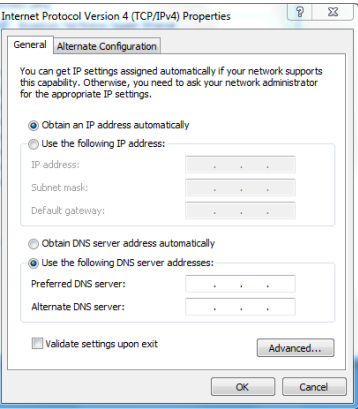 Internet Protocol Version 4 (TCP/IPv4) Properties
General Alternate Configuration
You can get IP settings assigned automatically if your network supports
this capability. Otherwise, you need to ask your network administrator
for the appropriate IP settings.
Obtain an IP address automatically
Use the following IP address:
IP address:
Subnet mask:
Default gateway:
Obtain DNS server address automatically
Use the following DNS server addresses:
Preferred DNS server:
Alternate DNS server:
Validate settings upon exit
Advanced...
OK Cancel